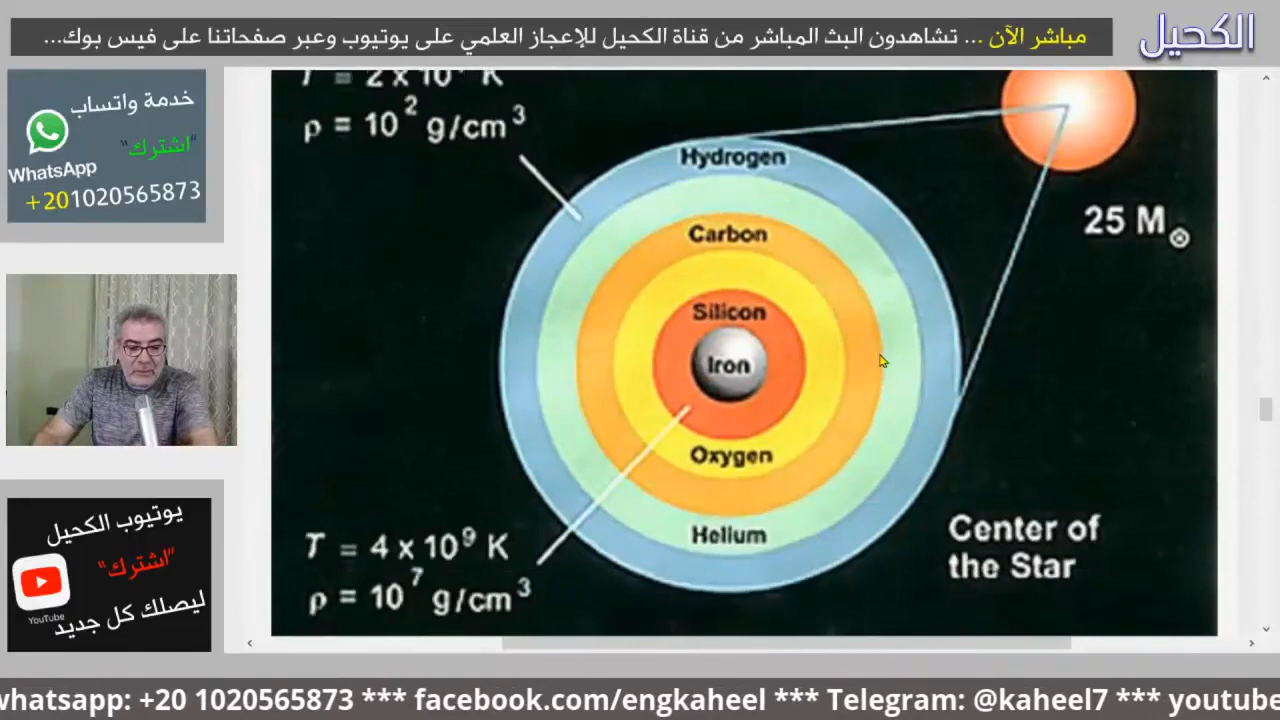 مباشر الآن ... تشاهدون البث المباشر من قناة الكحيل للإعجاز العلمي على يوتيوب وعبر صفحاتنا على فيس بوك...
الكحيل
خدمة واتساب
"اشترك"
WhatsApp
+201020565873
T = 2 x 10 K
ρ = 10² g/cm³
Hydrogen
Carbon
Silicon
Iron
Oxygen
Helium
25 M⊗
T = 4 x 10⁹ K
ρ = 10⁷ g/cm³
Center of
the Star
يوتيوب الكحيل
"اشترك"
YouTube
ليصلك كل جديد
whatsapp: +20 1020565873 *** facebook.com/engkaheel *** Telegram: @kaheel7 *** youtube